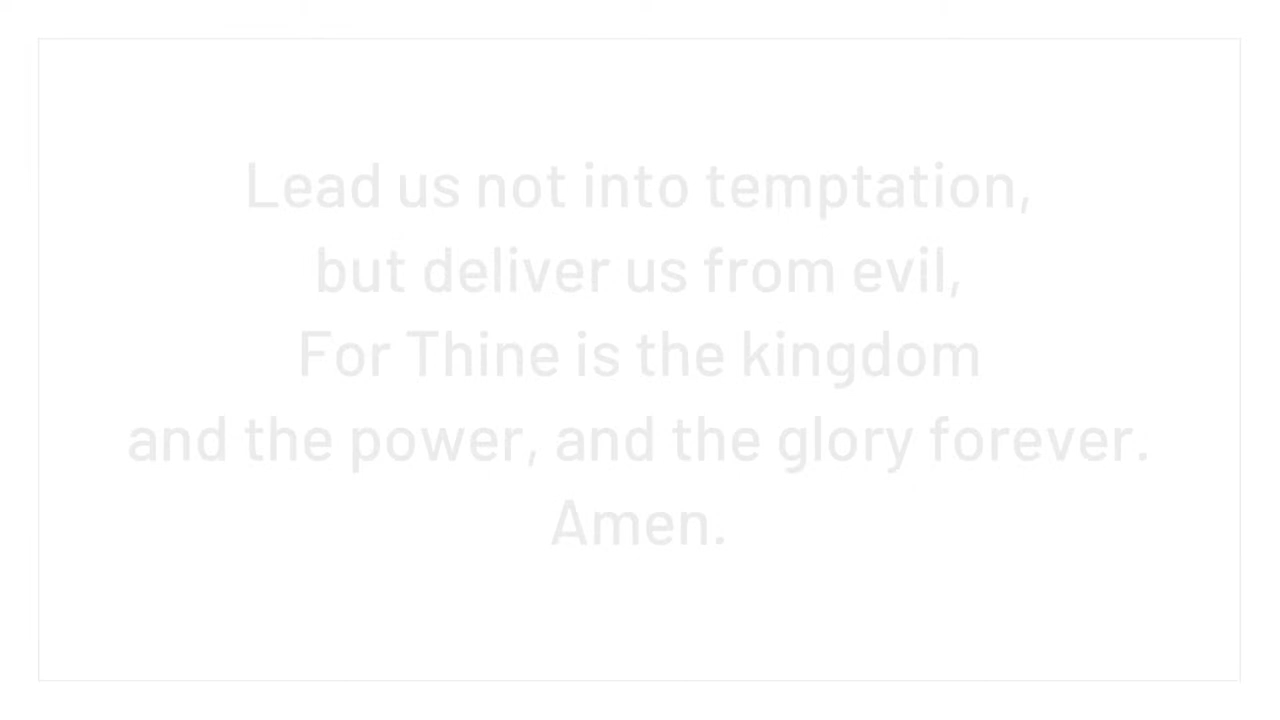 Lead us not into temptation,
but deliver us from evil,
For Thine is the kingdom
and the power, and the glory forever.
Amen.